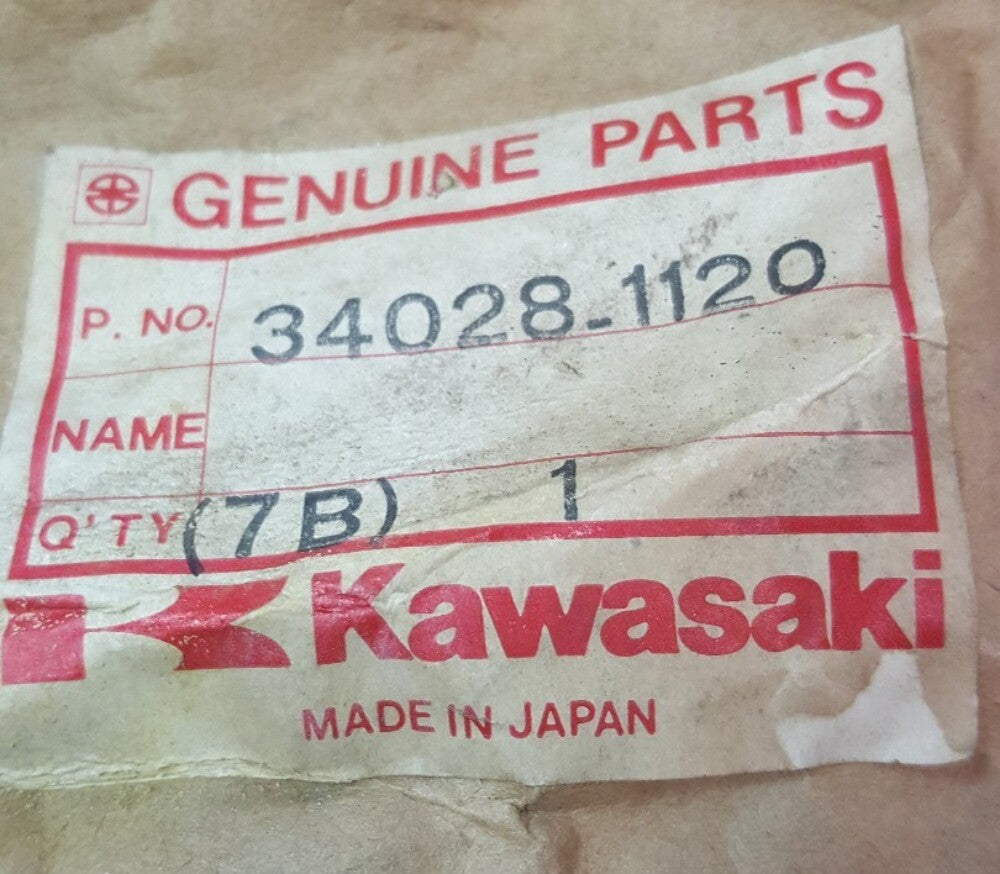 GENUINE PARTS
P. NO. 34028-1120
NAME
Q'TY (7B) 1
Kawasaki
MADE IN JAPAN